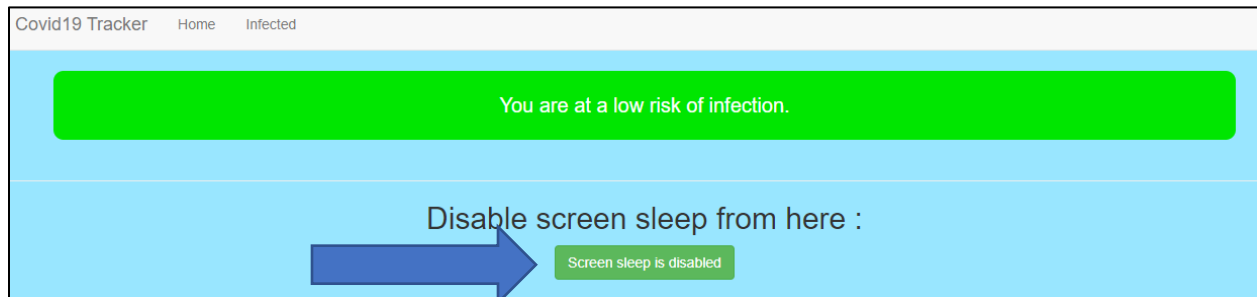 Covid19 Tracker Home Infected
You are at a low risk of infection.
Disable screen sleep from here :
Screen sleep is disabled